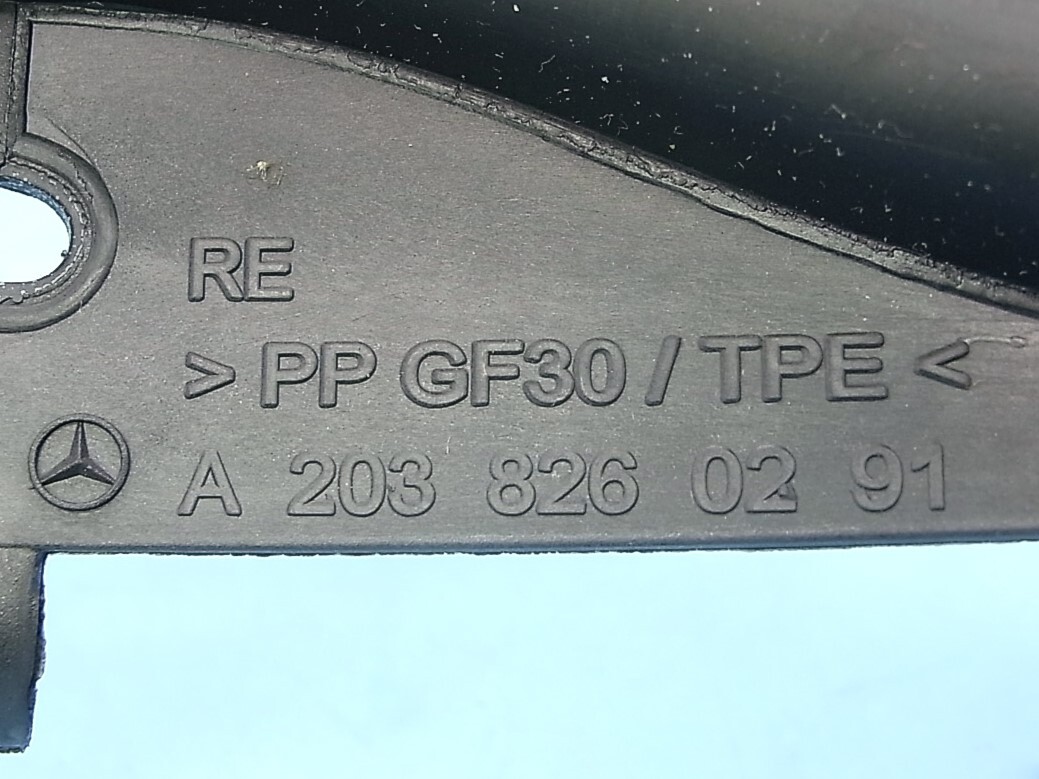 RE
> PP GF30 / TPE <
A 203 826 02 91